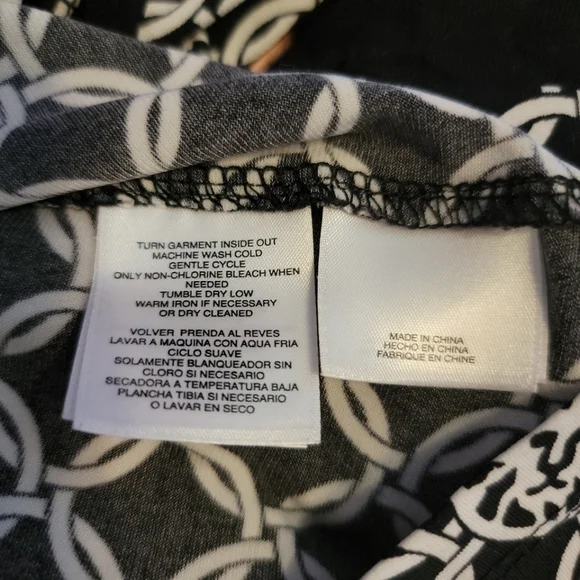 TURN GARMENT INSIDE OUT
MACHINE WASH COLD
GENTLE CYCLE
ONLY NON-CHLORINE BLEACH WHEN
NEEDED
TUMBLE DRY LOW
WARM IRON IF NECESSARY
OR DRY CLEANED
VOLVER PRENDA AL REVES
LAVAR A MAQUINA CON AQUA FRIA
CICLO SUAVE
SOLAMENTE BLANQUEADOR SIN
CLORO SI NECESARIO
SECADORA A TEMPERATURA BAJA
PLANCHA TIBIA SI NECESARIO
O LAVAR EN SECO
MADE IN CHINA
HECHO EN CHINA
FABRIQUE EN CHINE